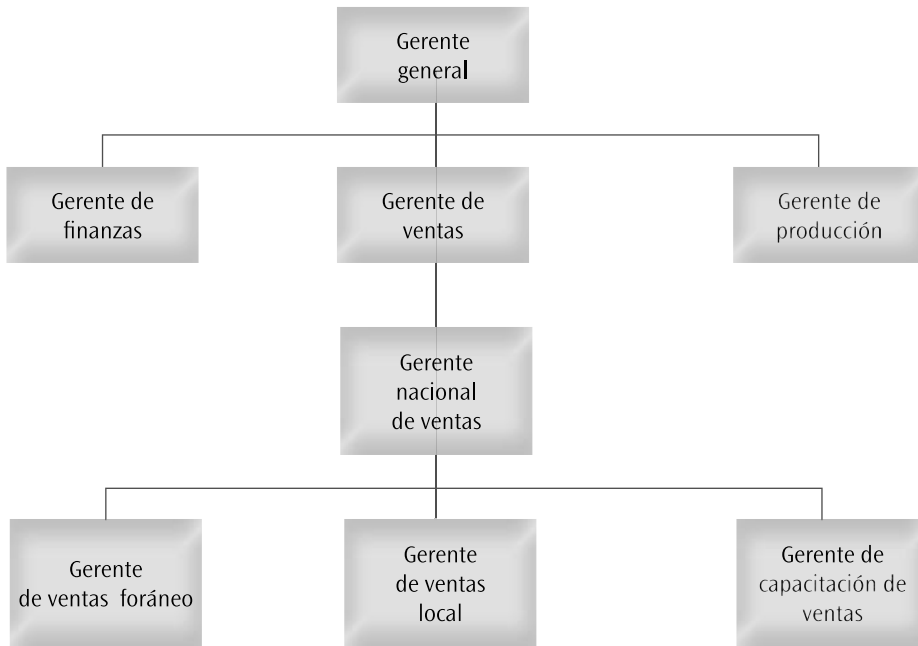 Gerente
general
Gerente de
finanzas
Gerente de
ventas
Gerente de
producción
Gerente
nacional
de ventas
Gerente
de ventas foráneo
Gerente
de ventas
local
Gerente de
capacitación de
ventas